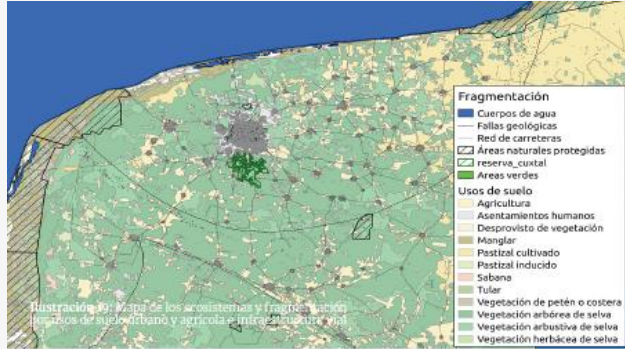 Fragmentación
Cuerpos de agua
Fallas geológicas
Red de carreteras
Áreas naturales protegidas
reserva_cuxtal
Areas verdes
Usos de suelo
Agricultura
Asentamientos humanos
Desprovisto de vegetación
Manglar
Pastizal cultivado
Pastizal inducido
Sabana
Tular
Vegetación de petén o costera
Vegetación arbórea de selva
Vegetación arbustiva de selva
Vegetación herbácea de selva
Ilustración 19: Mapa de los ecosistemas y fragmentación
por usos de suelo urbano y agrícola e infraestructura vial